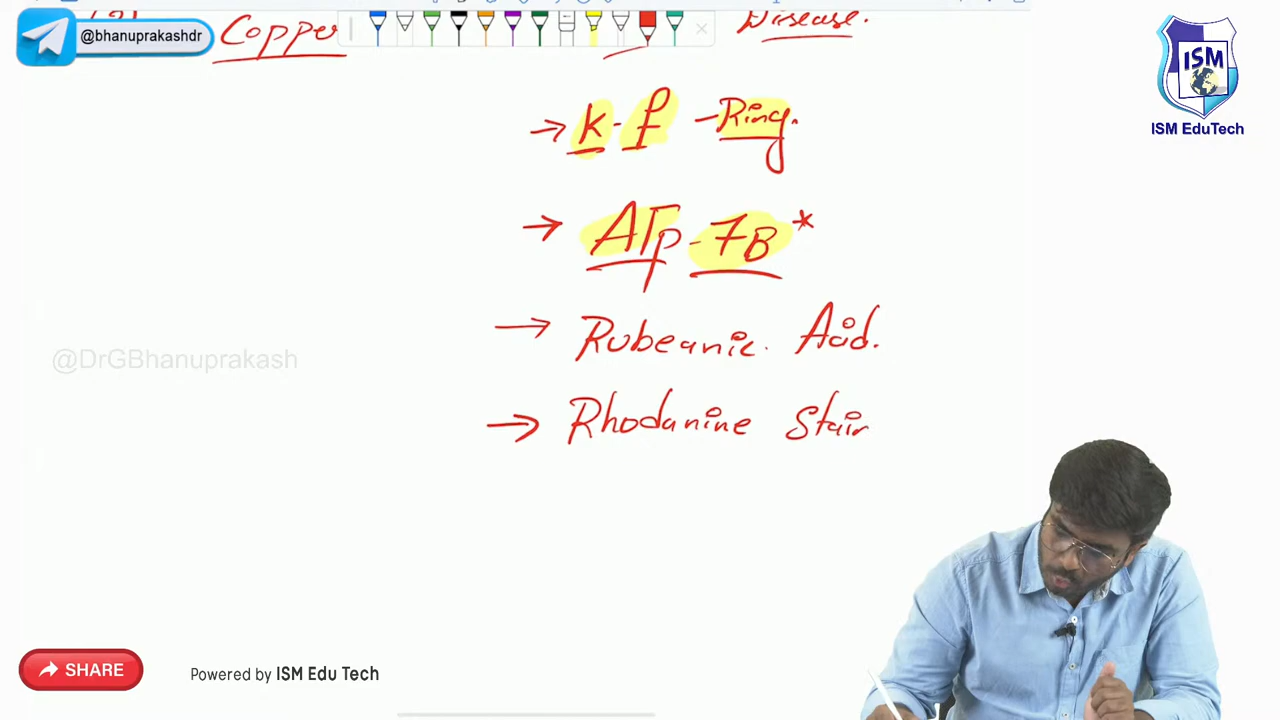 @bhanuprakashdr
Copper
Disease.
ISM
ISM EduTech
→ K-f -Ring.
→ ATp-7B*
@DrGBhanuprakash
→ Rubeanic. Acid.
→ Rhodanine Stain
SHARE
Powered by ISM Edu Tech